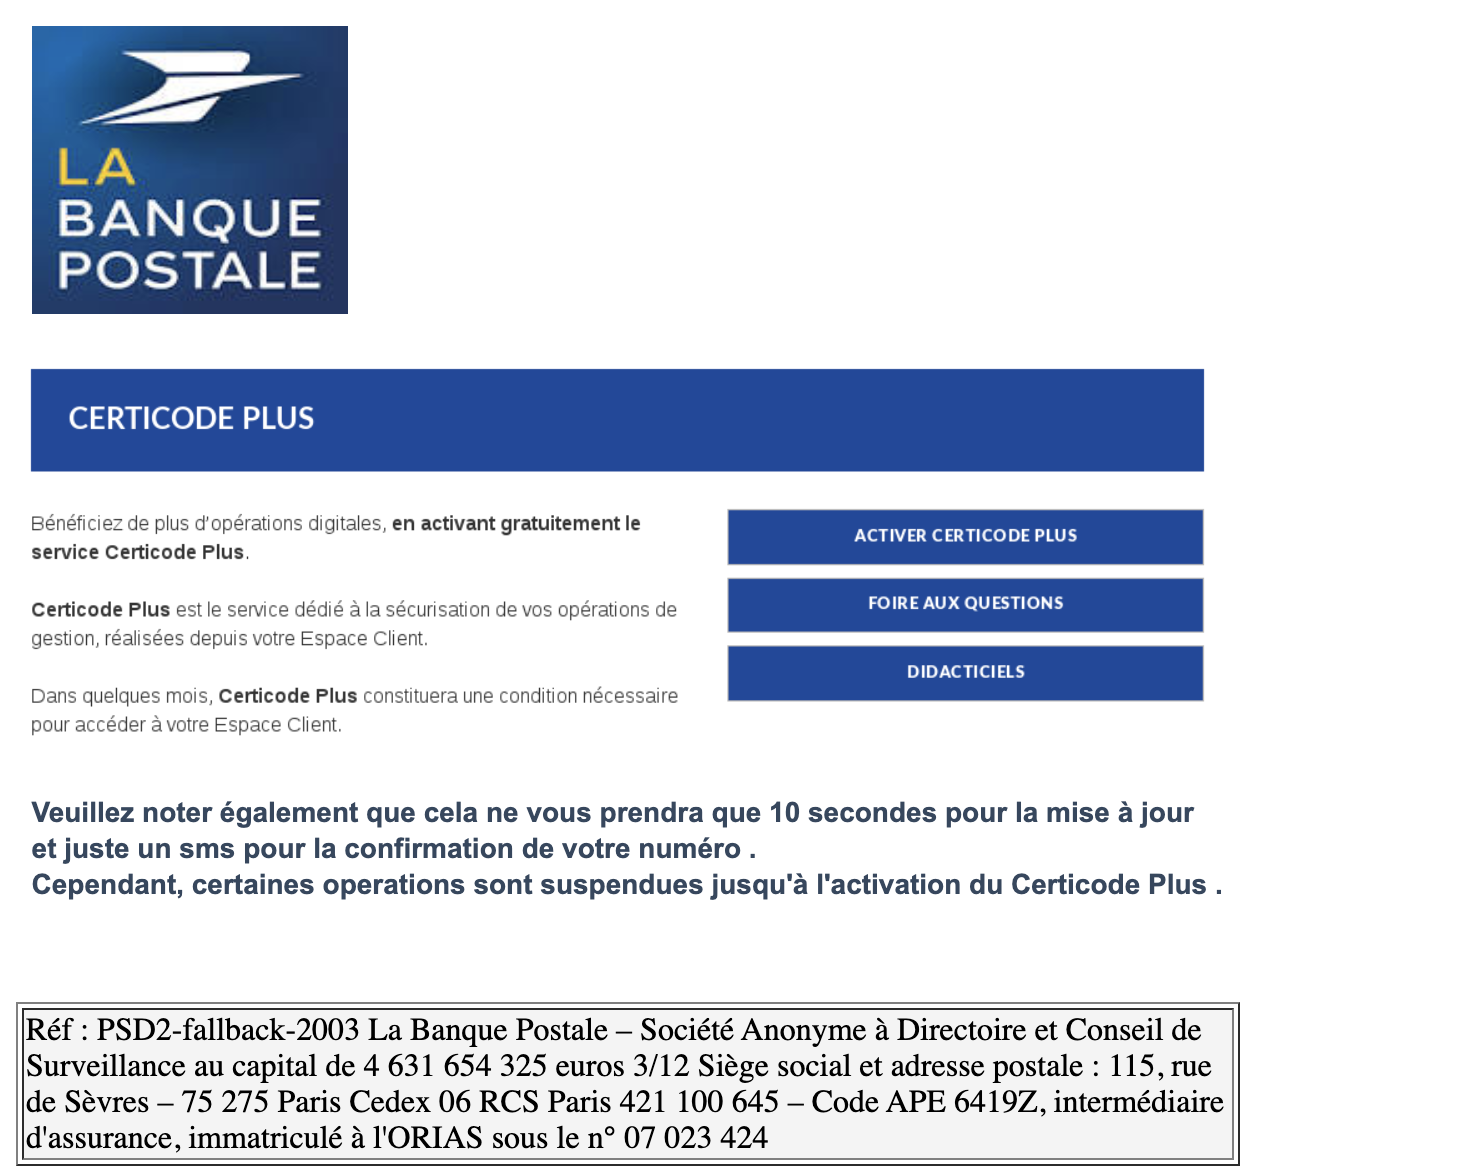 LA
BANQUE
POSTALE
CERTICODE PLUS
Bénéficiez de plus d’opérations digitales, en activant gratuitement le
service Certicode Plus.
Certicode Plus est le service dédié à la sécurisation de vos opérations de
gestion, réalisées depuis votre Espace Client.
Dans quelques mois, Certicode Plus constituera une condition nécessaire
pour accéder à votre Espace Client.
ACTIVER CERTICODE PLUS
FOIRE AUX QUESTIONS
DIDACTICIELS
Veuillez noter également que cela ne vous prendra que 10 secondes pour la mise à jour
et juste un sms pour la confirmation de votre numéro .
Cependant, certaines operations sont suspendues jusqu'à l'activation du Certicode Plus .
Réf : PSD2-fallback-2003 La Banque Postale – Société Anonyme à Directoire et Conseil de
Surveillance au capital de 4 631 654 325 euros 3/12 Siège social et adresse postale : 115, rue
de Sèvres – 75 275 Paris Cedex 06 RCS Paris 421 100 645 – Code APE 6419Z, intermédiaire
d'assurance, immatriculé à l'ORIAS sous le n° 07 023 424